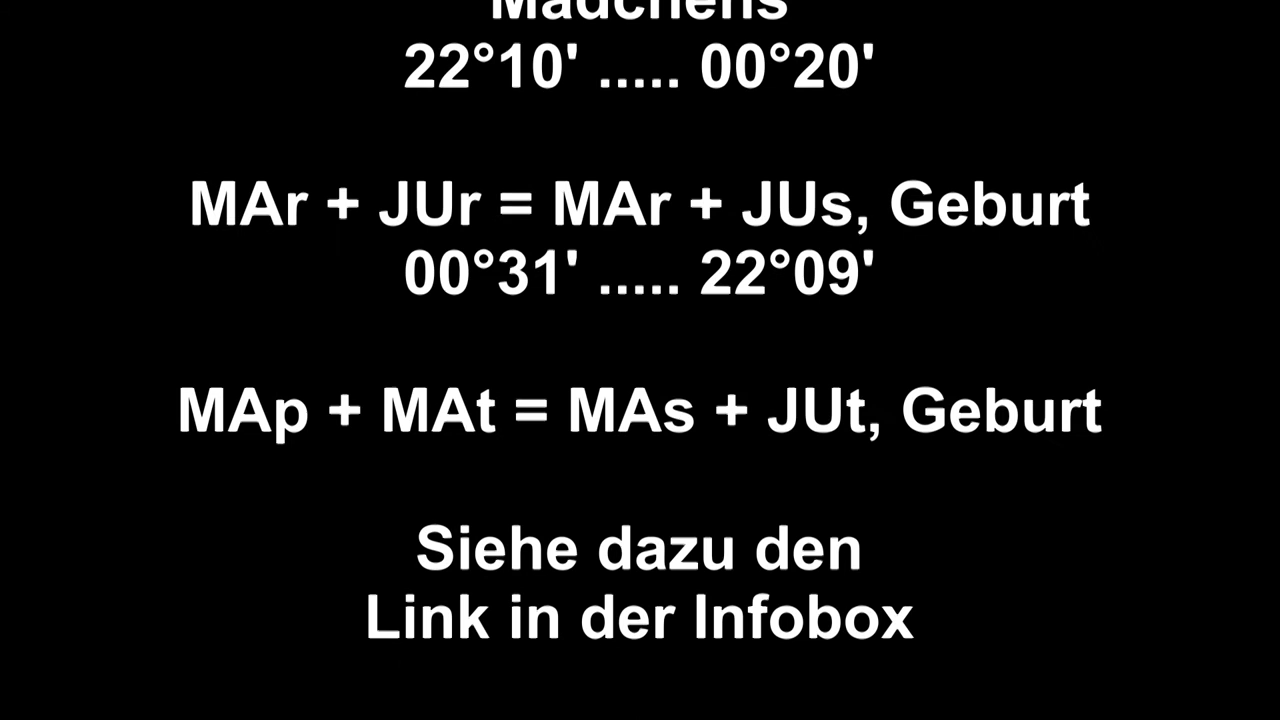 Mädchens
22°10' ..... 00°20'
MAr + JUr = MAr + JUs, Geburt
00°31' ..... 22°09'
MAp + MAt = MAs + JUt, Geburt
Siehe dazu den
Link in der Infobox